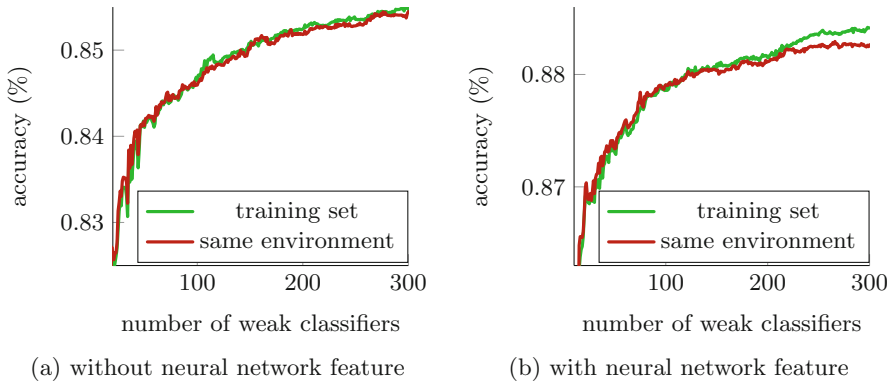 accuracy (%)
0.85
0.84
0.83
training set
same environment
100
200
300
number of weak classifiers
(a) without neural network feature
accuracy (%)
0.88
0.87
training set
same environment
100
200
300
number of weak classifiers
(b) with neural network feature